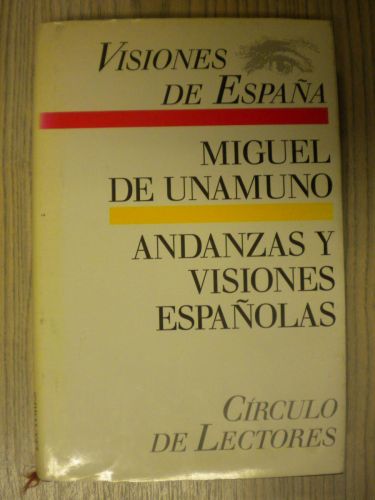 VISIONES
DE ESPAÑA
MIGUEL
DE UNAMUNO
ANDANZAS Y
VISIONES
ESPAÑOLAS
CÍRCULO
DE LECTORES